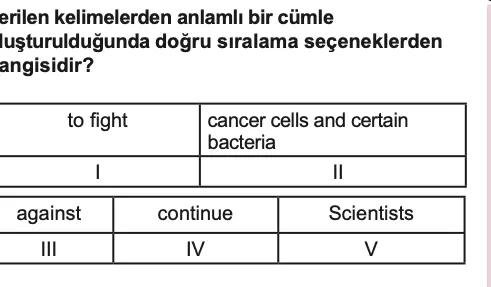 erilen kelimelerden anlamlı bir cümle
luşturulduğunda doğru sıralama seçeneklerden
angisidir?
to fight cancer cells and certain
bacteria
I II
against continue Scientists
III IV V